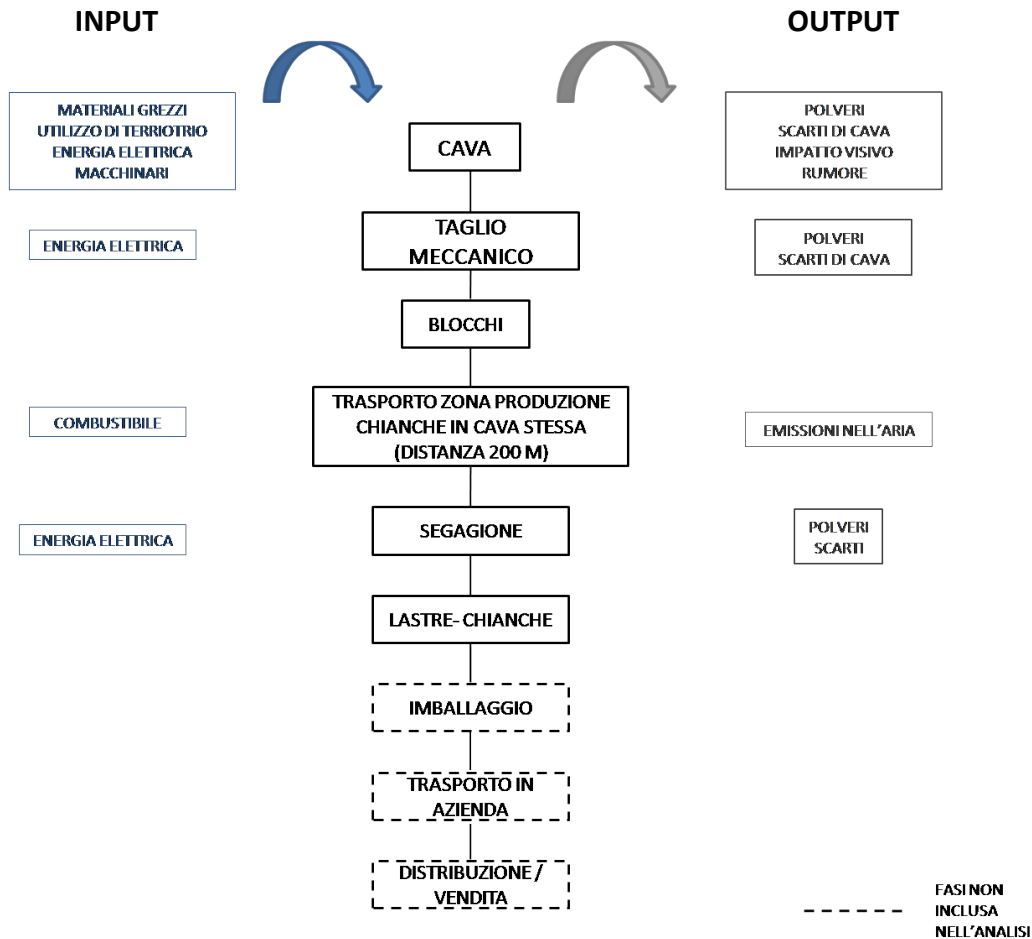 INPUT
OUTPUT
MATERIALI GREZZI
UTILIZZO DI TERRIOTRIO
ENERGIA ELETTRICA
MACCHINARI
CAVA
POLVERI
SCARTI DI CAVA
IMPATTO VISIVO
RUMORE
ENERGIA ELETTRICA
TAGLIO
MECCANICO
POLVERI
SCARTI DI CAVA
BLOCCHI
COMBUSTIBILE
TRASPORTO ZONA PRODUZIONE
CHIANCHE IN CAVA STESSA
(DISTANZA 200 M)
EMISSIONI NELL'ARIA
ENERGIA ELETTRICA
SEGAGIONE
POLVERI
SCARTI
LASTRE- CHIANCHE
IMBALLAGGIO
TRASPORTO IN
AZIENDA
DISTRIBUZIONE /
VENDITA
FASI NON
INCLUSA
NELL'ANALISI